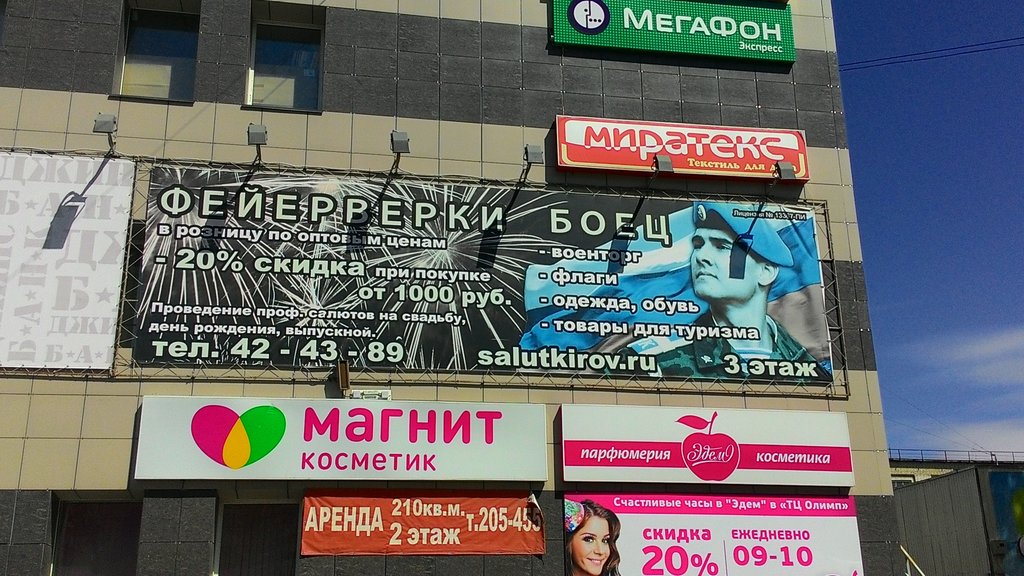 МЕГАФОН
Экспресс
миратекс
Текстиль для
ФЕЙЕРВЕРКИ
в розницу по оптовым ценам
- 20% скидка при покупке
от 1000 руб.
Проведение проф. салютов на свадьбу,
день рождения, выпускной.
тел. 42 - 43 - 89
БОЕЦ
- военторг
- флаги
- одежда, обувь
- товары для туризма
salutkirov.ru
3 этаж
магнит
косметик
парфюмерия Эдем косметика
АРЕНДА 210кв.м. т.205-455
2 этаж
Счастливые часы в "Эдем" в «ТЦ Олимп»
скидка
20%
ежедневно
09-10